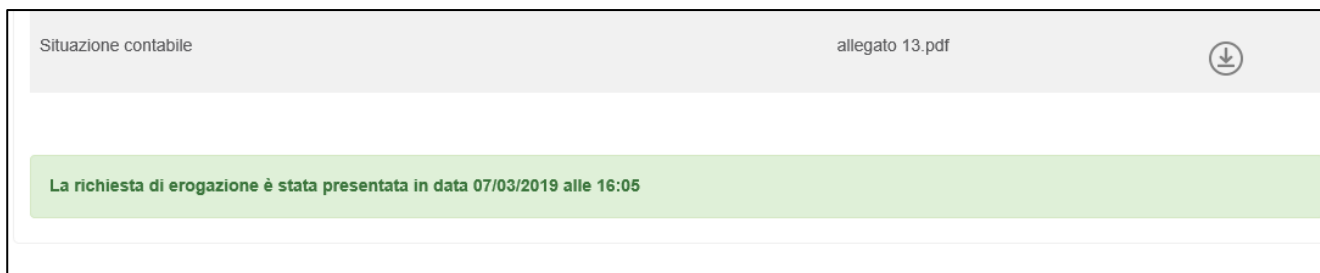 Situazione contabile allegato 13.pdf
La richiesta di erogazione è stata presentata in data 07/03/2019 alle 16:05